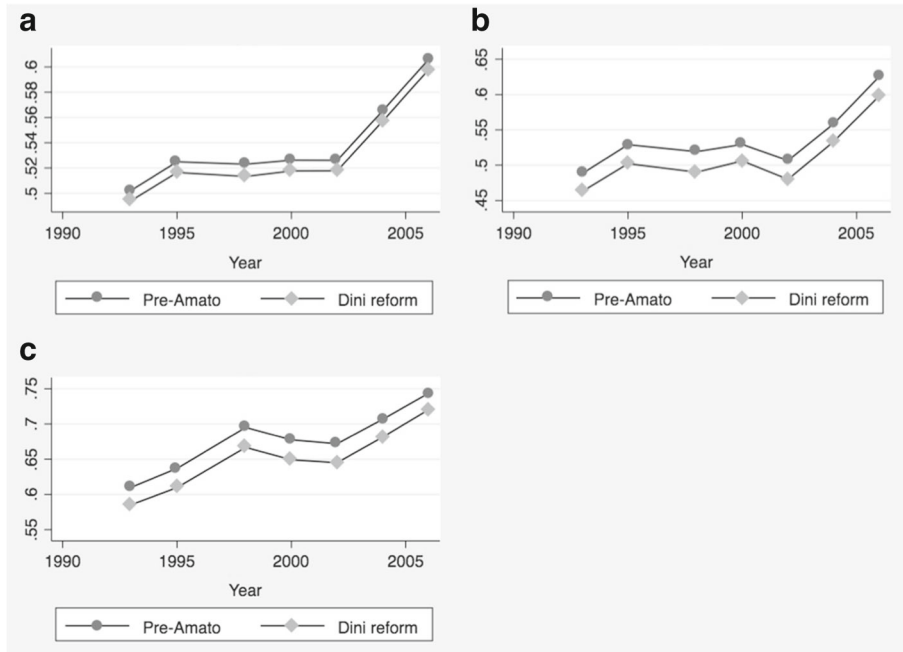 a
.6
.58
.56
.54
.52
.5
1990 1995 2000 2005
Year
Pre-Amato Dini reform
b
.65
.6
.55
.5
.45
1990 1995 2000 2005
Year
Pre-Amato Dini reform
c
.75
.7
.65
.6
.55
1990 1995 2000 2005
Year
Pre-Amato Dini reform